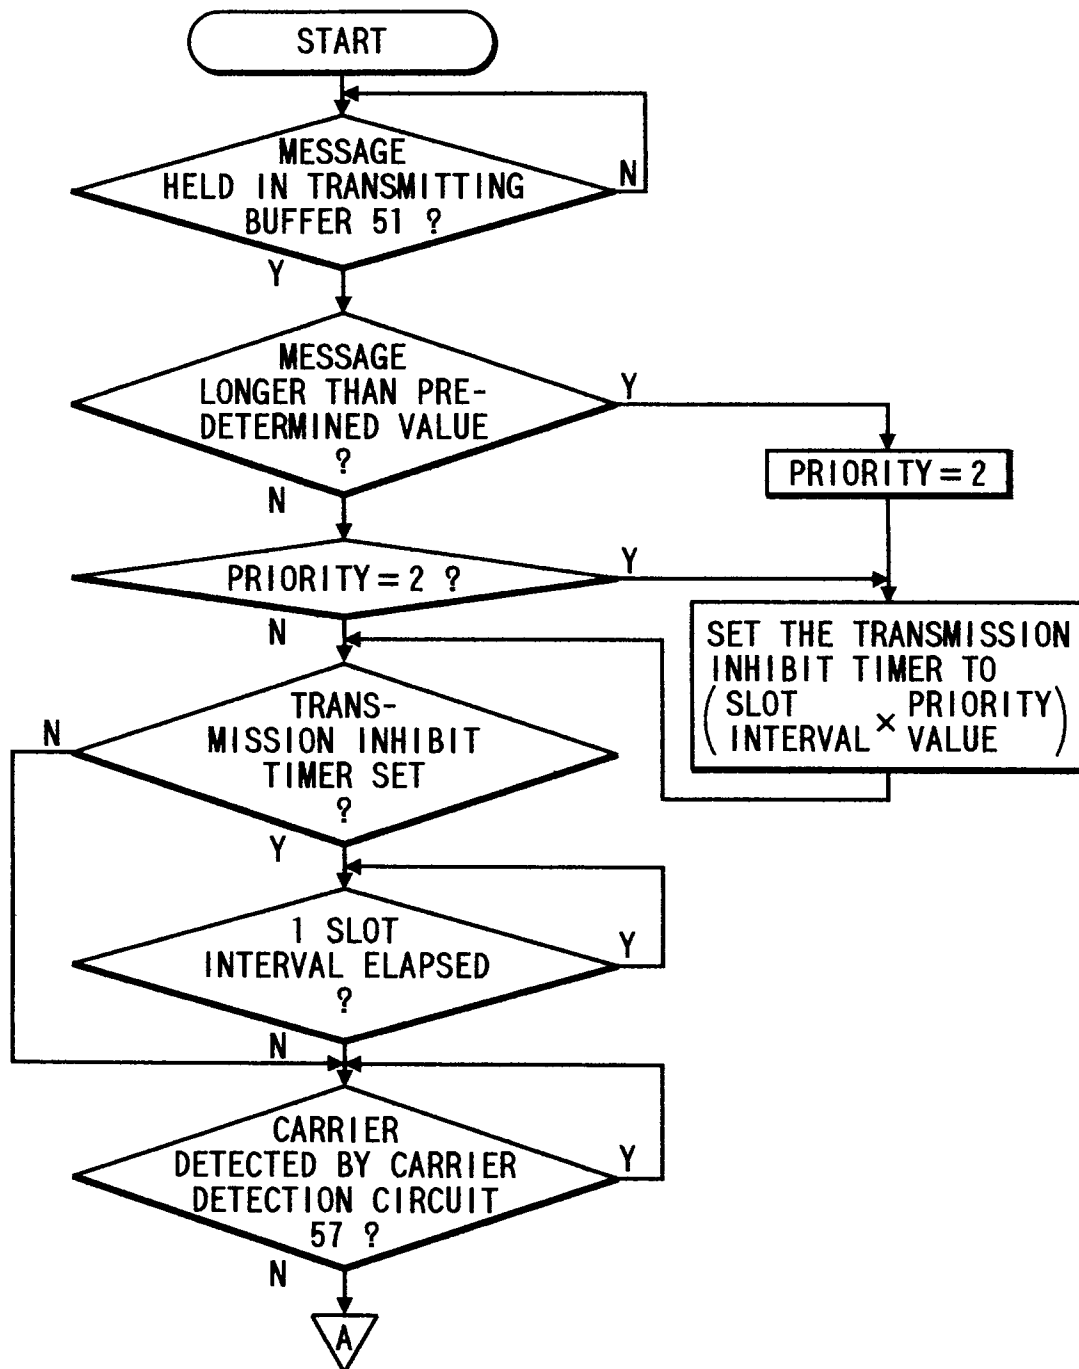 START
MESSAGE
HELD IN TRANSMITTING
BUFFER 51 ?
N
Y
MESSAGE
LONGER THAN PRE-
DETERMINED VALUE
?
Y
N
PRIORITY = 2
PRIORITY = 2 ?
Y
N
SET THE TRANSMISSION
INHIBIT TIMER TO
(SLOT INTERVAL × PRIORITY VALUE)
TRANS-
MISSION INHIBIT
TIMER SET
?
N
Y
1 SLOT
INTERVAL ELAPSED
?
Y
N
CARRIER
DETECTED BY CARRIER
DETECTION CIRCUIT
57 ?
Y
N
A